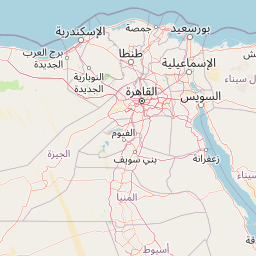 بورسعيد
جمصة
الإسكندرية
برج العرب
الجديدة
طنطا
الإسماعيلية
النوبارية
الجديدة
القاهرة
السويس
سيناء
الفيوم
الجيزة
بني سويف
زعفرانة
المنيا
أسيوط